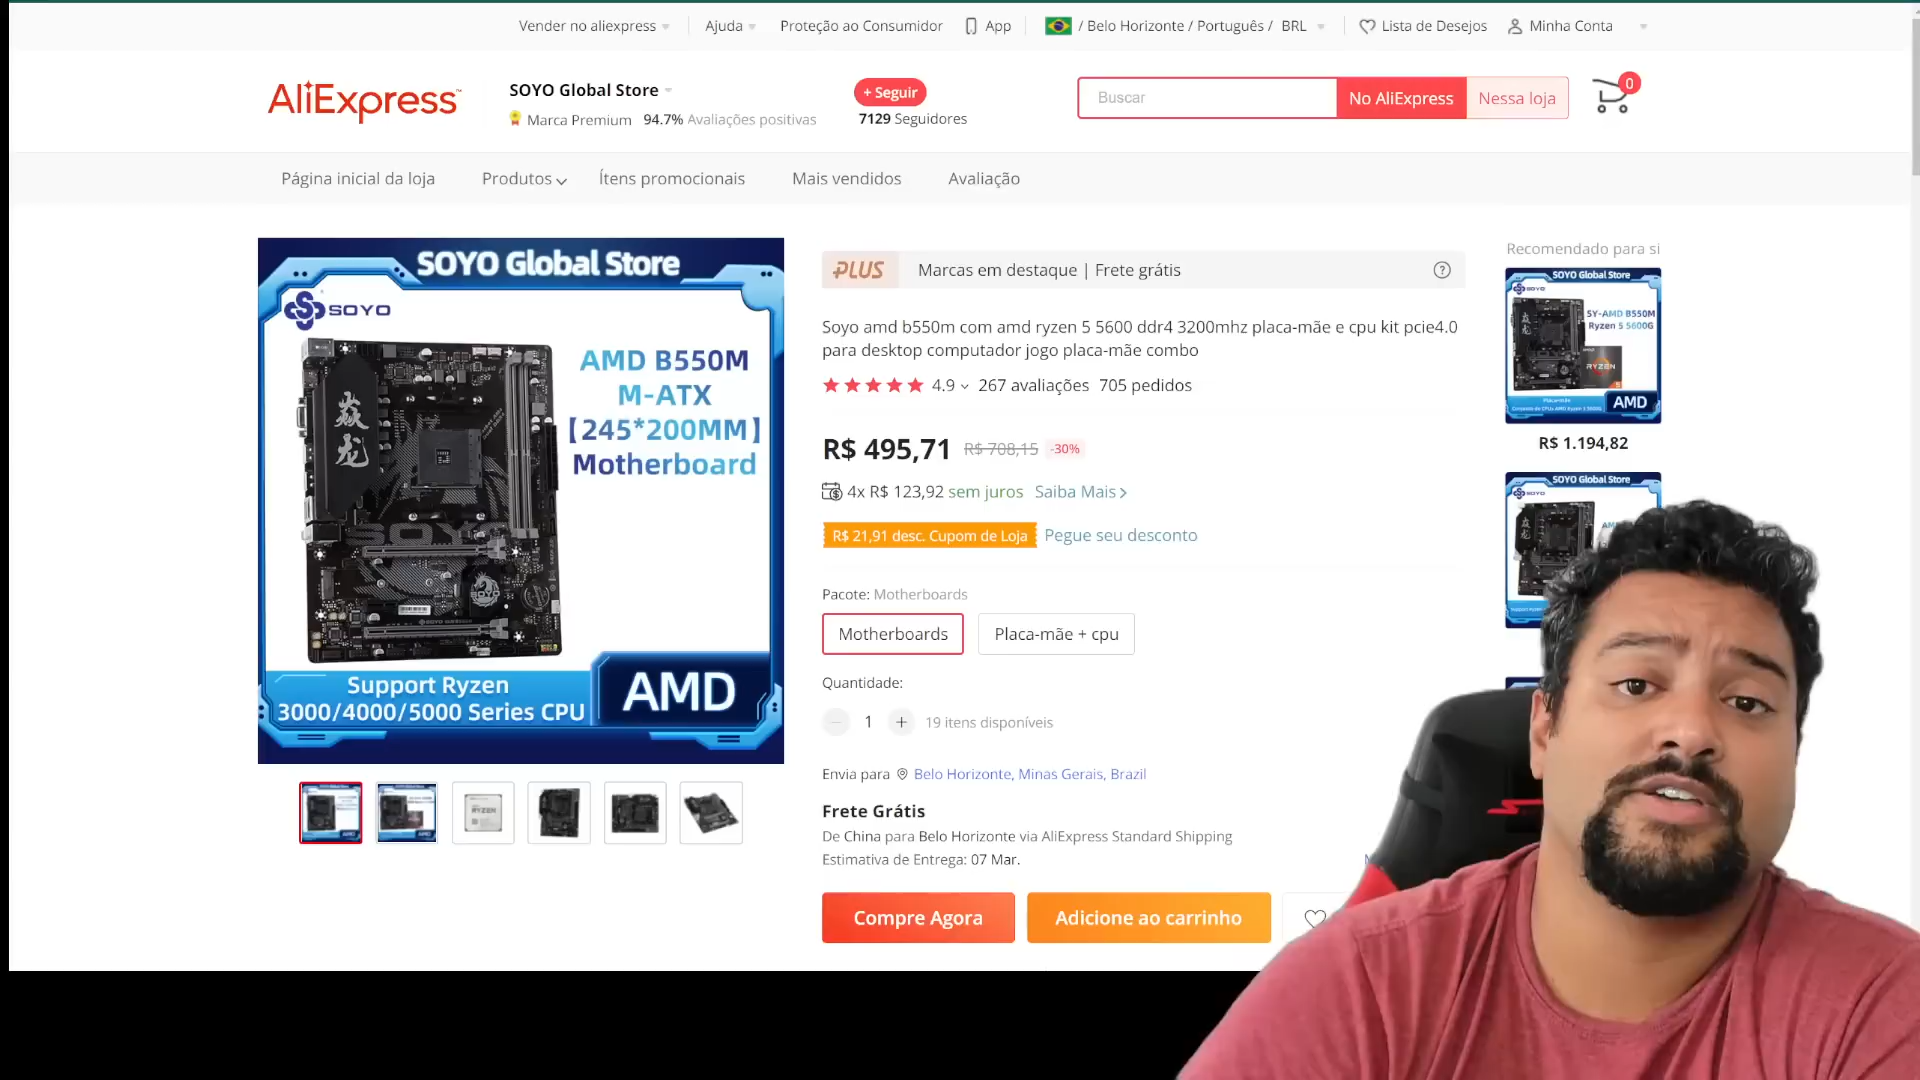 Vender no aliexpress
Ajuda
Proteção ao Consumidor
App
/ Belo Horizonte / Português / BRL
Lista de Desejos
Minha Conta
AliExpress
SOYO Global Store
Marca Premium 94.7% Avaliações positivas
+ Seguir
7129 Seguidores
Buscar
No AliExpress
Nessa loja
0
Página inicial da loja
Produtos
Ítens promocionais
Mais vendidos
Avaliação
SOYO Global Store
SOYO
AMD B550M
M-ATX
【245*200MM】
Motherboard
焱龙
SOYO
Support Ryzen
3000/4000/5000 Series CPU
AMD
PLUS
Marcas em destaque | Frete grátis
?
Soyo amd b550m com amd ryzen 5 5600 ddr4 3200mhz placa-mãe e cpu kit pcie4.0
para desktop computador jogo placa-mãe combo
4.9
267 avaliações
705 pedidos
R$ 495,71 R$ 708,15 -30%
4x R$ 123,92 sem juros Saiba Mais
R$ 21,91 desc. Cupom de Loja
Pegue seu desconto
Pacote: Motherboards
Motherboards
Placa-mãe + cpu
Quantidade:
1
19 itens disponíveis
Envia para Belo Horizonte, Minas Gerais, Brazil
Frete Grátis
De China para Belo Horizonte via AliExpress Standard Shipping
Estimativa de Entrega: 07 Mar.
Compre Agora
Adicione ao carrinho
Recomendado para si
SOYO Global Store
SOYO
SY-AMD B550M
Ryzen 5 5600G
RYZEN
AMD
R$ 1.194,82
SOYO Global Store
SOYO